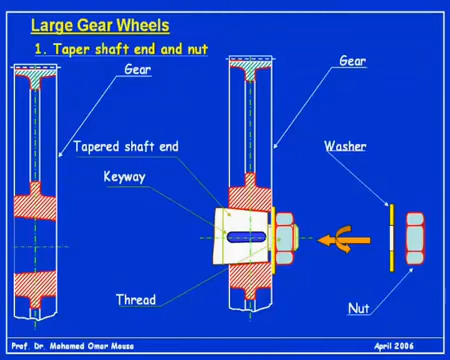 Large Gear Wheels
1. Taper shaft end and nut
Gear
Gear
Tapered shaft end
Washer
Keyway
Thread
Nut
Prof. Dr. Mohamed Omar Mousa
April 2006